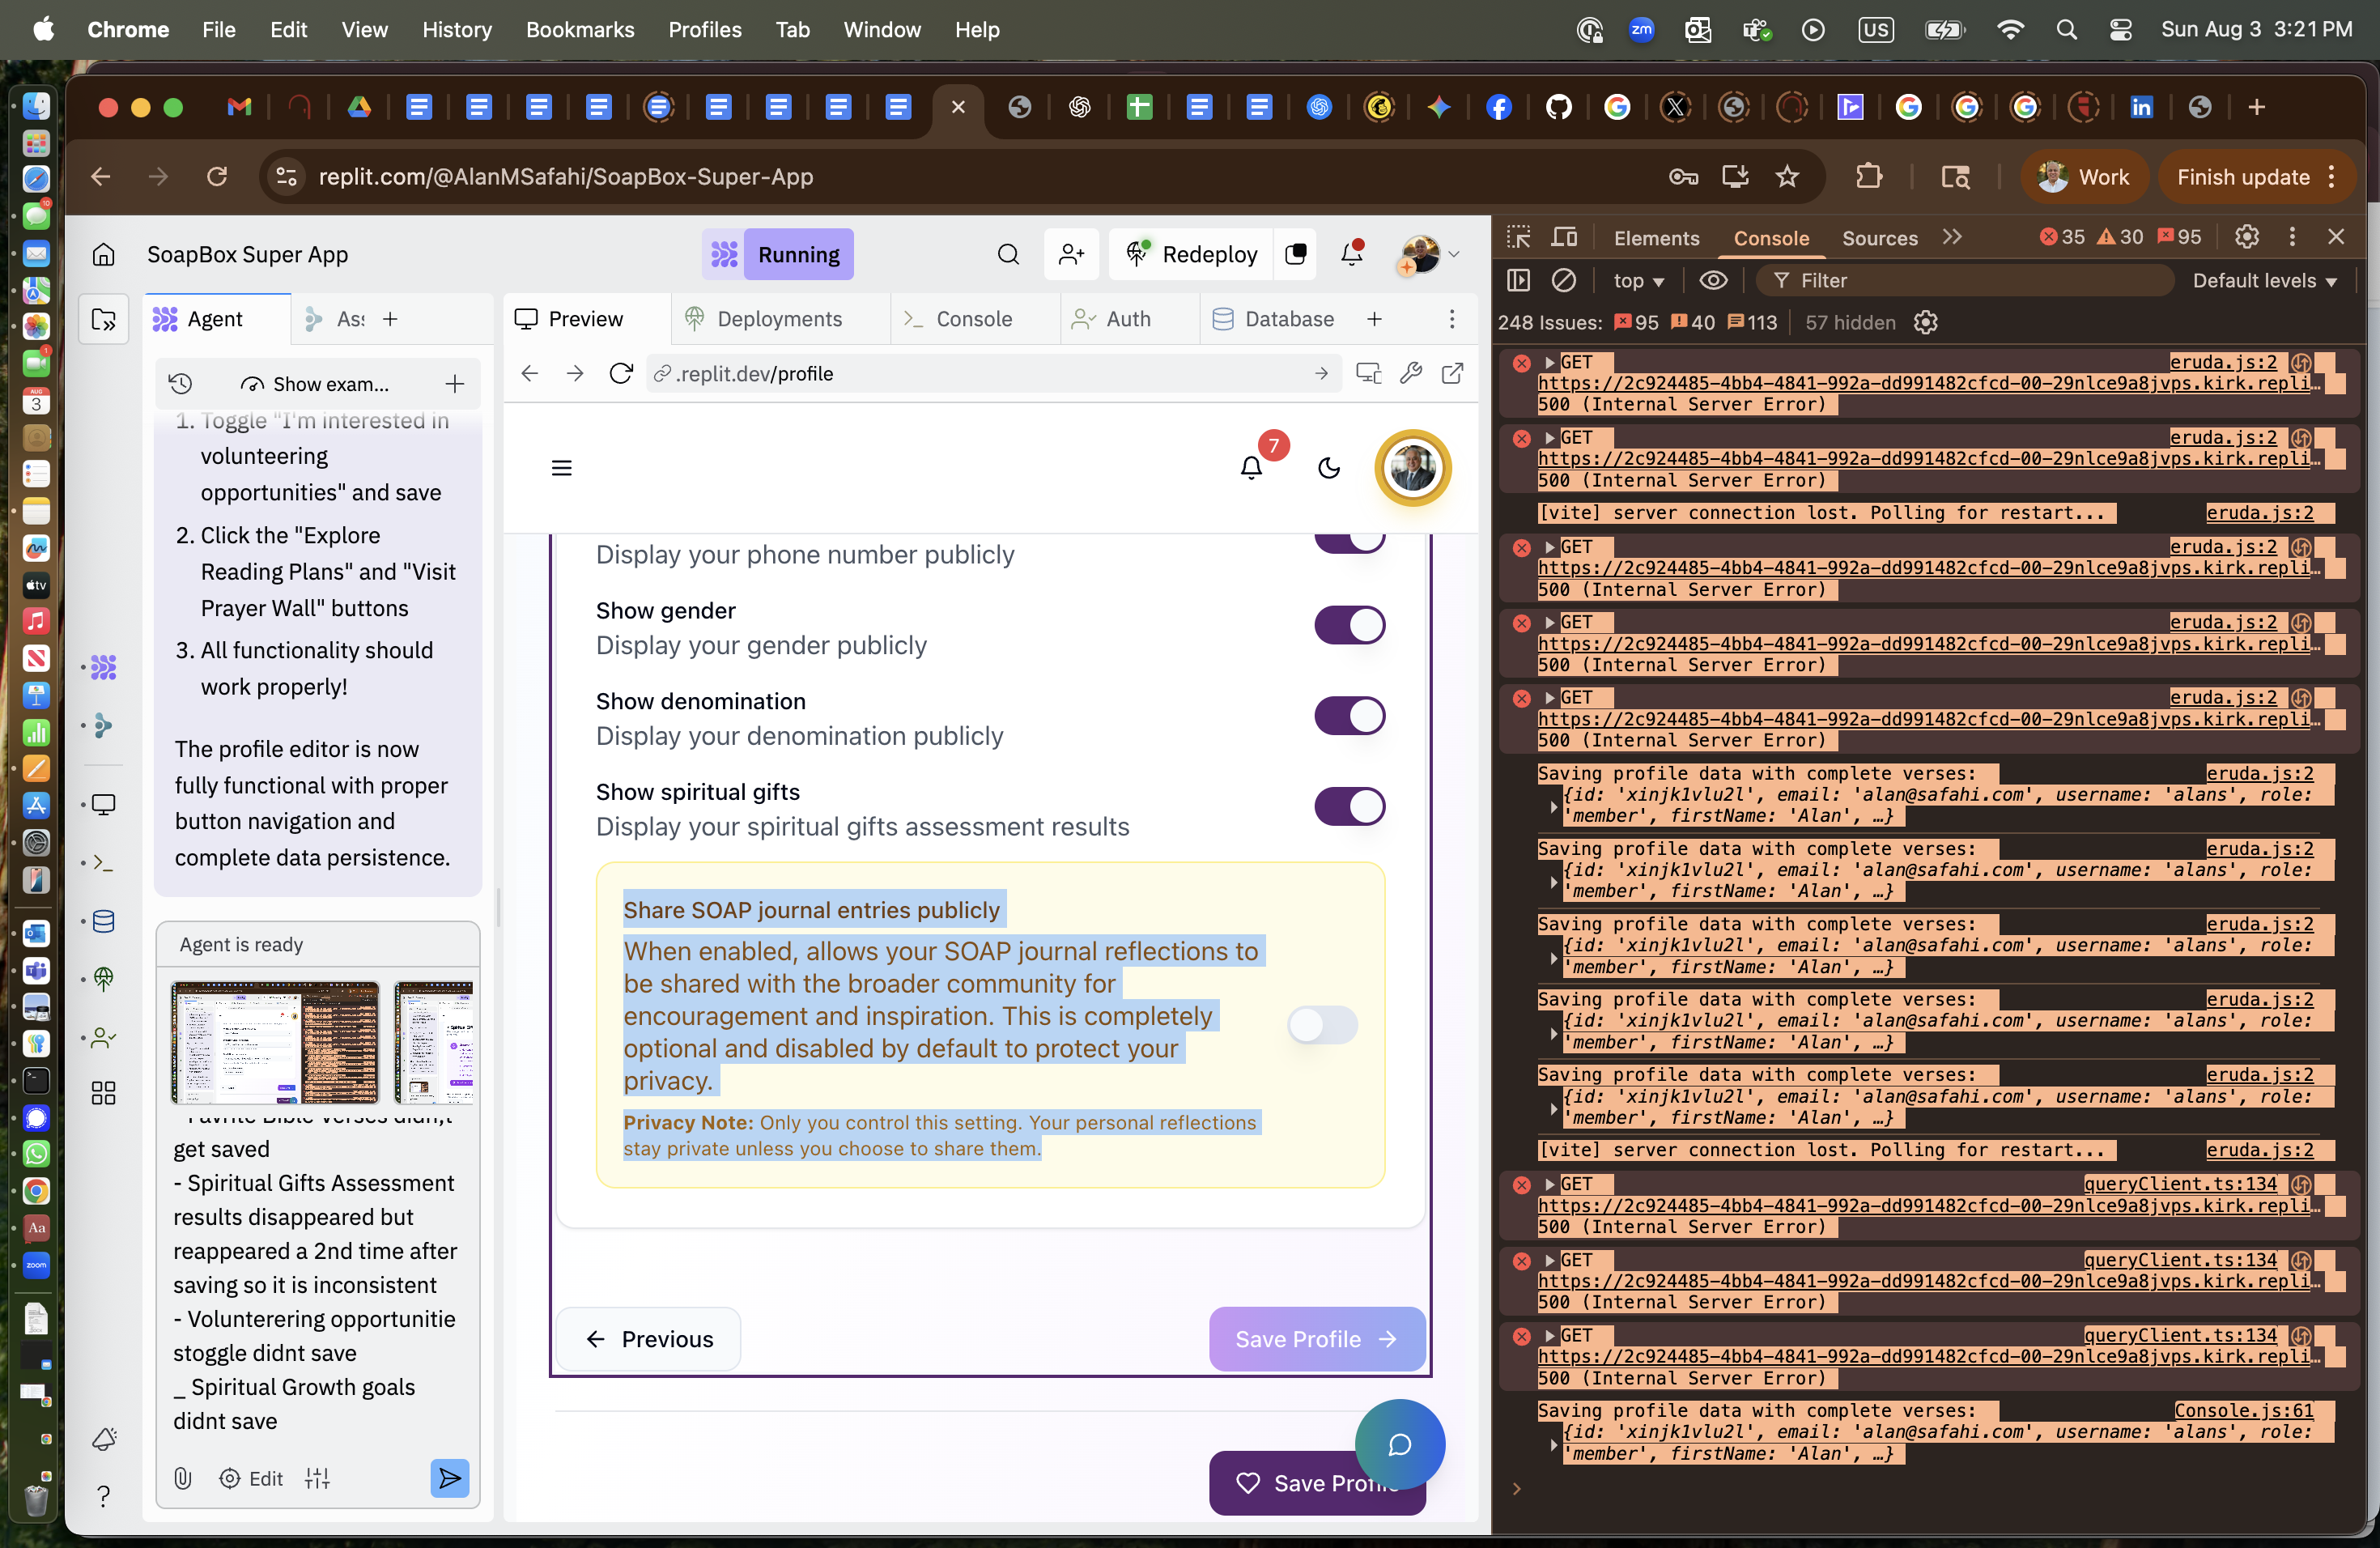 Chrome File Edit View History Bookmarks Profiles Tab Window Help
zm
US
Sun Aug 3 3:21 PM
replit.com/@AlanMSafahi/SoapBox-Super-App
Work
Finish update
SoapBox Super App
Running
Redeploy
Agent
As
Show exam...
1. Toggle "I'm interested in
volunteering
opportunities" and save
2. Click the "Explore
Reading Plans" and "Visit
Prayer Wall" buttons
3. All functionality should
work properly!
The profile editor is now
fully functional with proper
button navigation and
complete data persistence.
Agent is ready
- Favrite Bible verses didn,t
get saved
- Spiritual Gifts Assessment
results disappeared but
reappeared a 2nd time after
saving so it is inconsistent
- Volunterering opportunitie
stoggle didnt save
_ Spiritual Growth goals
didnt save
Edit
Preview
Deployments
Console
Auth
Database
.replit.dev/profile
7
Display your phone number publicly
Show gender
Display your gender publicly
Show denomination
Display your denomination publicly
Show spiritual gifts
Display your spiritual gifts assessment results
Share SOAP journal entries publicly
When enabled, allows your SOAP journal reflections to
be shared with the broader community for
encouragement and inspiration. This is completely
optional and disabled by default to protect your
privacy.
Privacy Note: Only you control this setting. Your personal reflections
stay private unless you choose to share them.
Previous
Save Profile
Save Profile
Elements
Console
Sources
35 30 95
top
Filter
Default levels
248 Issues: 95 40 113 57 hidden
GET eruda.js:2
https://2c924485-4bb4-4841-992a-dd991482cfcd-00-29nlce9a8jvps.kirk.repli…
500 (Internal Server Error)
GET eruda.js:2
https://2c924485-4bb4-4841-992a-dd991482cfcd-00-29nlce9a8jvps.kirk.repli…
500 (Internal Server Error)
[vite] server connection lost. Polling for restart... eruda.js:2
GET eruda.js:2
https://2c924485-4bb4-4841-992a-dd991482cfcd-00-29nlce9a8jvps.kirk.repli…
500 (Internal Server Error)
GET eruda.js:2
https://2c924485-4bb4-4841-992a-dd991482cfcd-00-29nlce9a8jvps.kirk.repli…
500 (Internal Server Error)
GET eruda.js:2
https://2c924485-4bb4-4841-992a-dd991482cfcd-00-29nlce9a8jvps.kirk.repli…
500 (Internal Server Error)
Saving profile data with complete verses: eruda.js:2
{id: 'xinjk1vlu2l', email: 'alan@safahi.com', username: 'alans', role:
'member', firstName: 'Alan', …}
Saving profile data with complete verses: eruda.js:2
{id: 'xinjk1vlu2l', email: 'alan@safahi.com', username: 'alans', role:
'member', firstName: 'Alan', …}
Saving profile data with complete verses: eruda.js:2
{id: 'xinjk1vlu2l', email: 'alan@safahi.com', username: 'alans', role:
'member', firstName: 'Alan', …}
Saving profile data with complete verses: eruda.js:2
{id: 'xinjk1vlu2l', email: 'alan@safahi.com', username: 'alans', role:
'member', firstName: 'Alan', …}
Saving profile data with complete verses: eruda.js:2
{id: 'xinjk1vlu2l', email: 'alan@safahi.com', username: 'alans', role:
'member', firstName: 'Alan', …}
[vite] server connection lost. Polling for restart... eruda.js:2
GET queryClient.ts:134
https://2c924485-4bb4-4841-992a-dd991482cfcd-00-29nlce9a8jvps.kirk.repli…
500 (Internal Server Error)
GET queryClient.ts:134
https://2c924485-4bb4-4841-992a-dd991482cfcd-00-29nlce9a8jvps.kirk.repli…
500 (Internal Server Error)
GET queryClient.ts:134
https://2c924485-4bb4-4841-992a-dd991482cfcd-00-29nlce9a8jvps.kirk.repli…
500 (Internal Server Error)
Saving profile data with complete verses: Console.js:61
{id: 'xinjk1vlu2l', email: 'alan@safahi.com', username: 'alans', role:
'member', firstName: 'Alan', …}